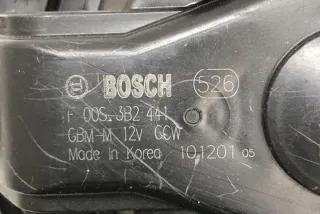 BOSCH 526
F 00S 3B2 441
GBM-M 12V CCW
Made in Korea 101201 05